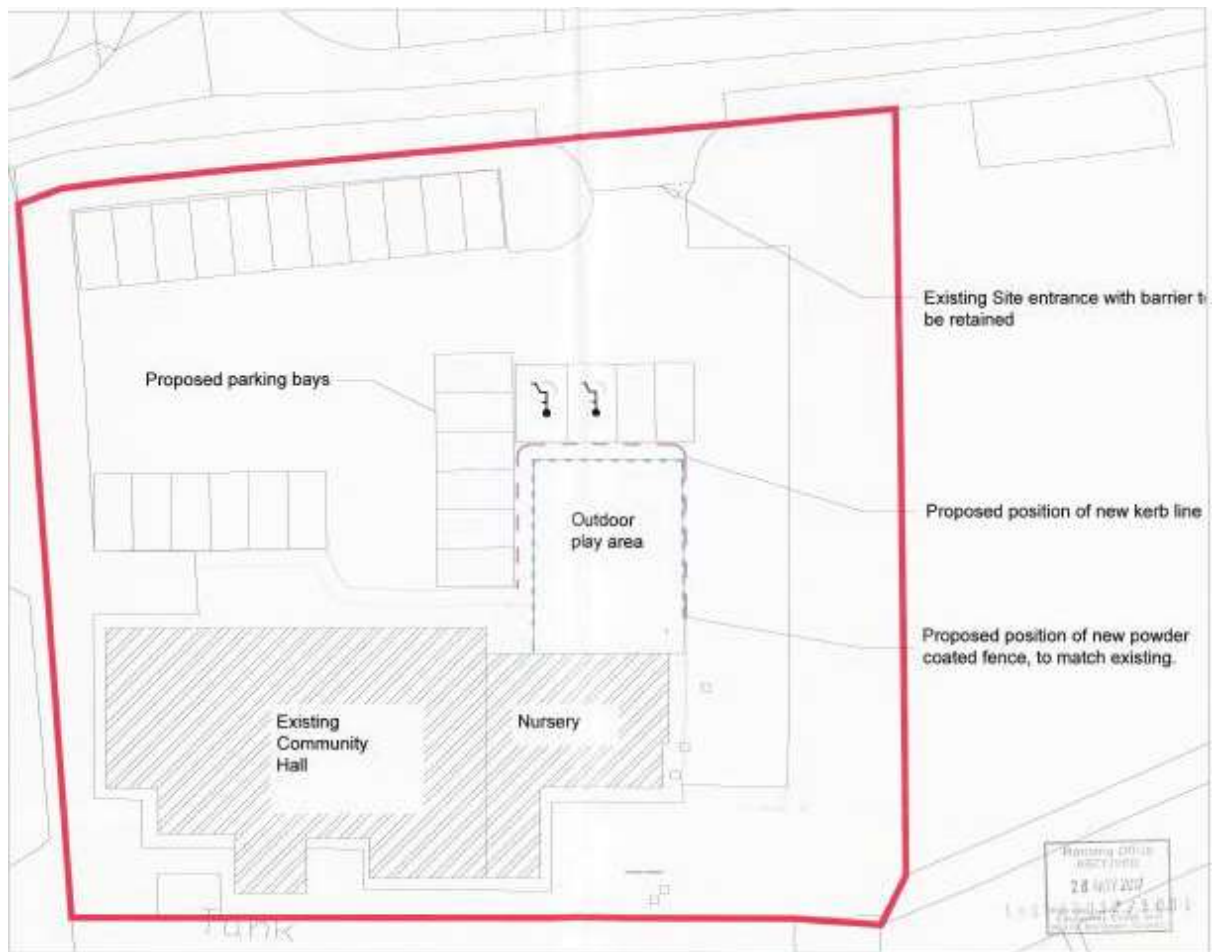 Existing Site entrance with barrier t
be retained
Proposed parking bays
Proposed position of new kerb line
Outdoor
play area
Proposed position of new powder
coated fence, to match existing.
Existing
Community
Hall
Nursery
Tank